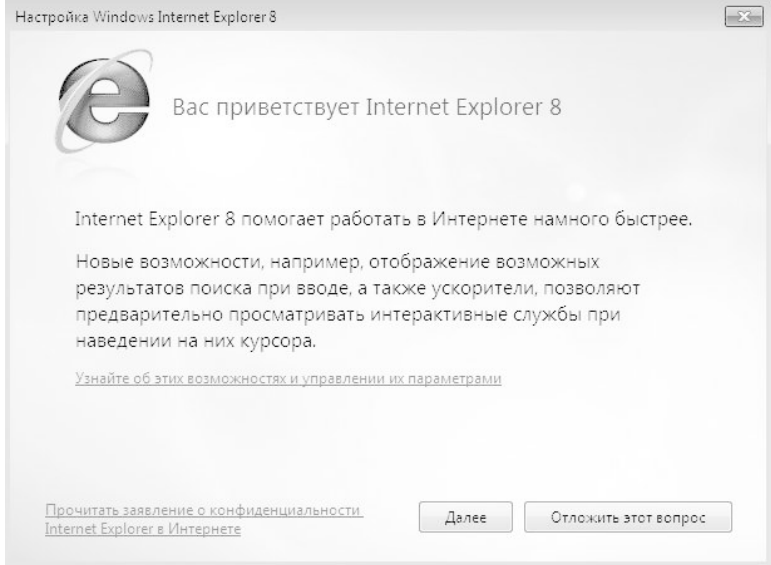 Настройка Windows Internet Explorer 8
Вас приветствует Internet Explorer 8
Internet Explorer 8 помогает работать в Интернете намного быстрее.
Новые возможности, например, отображение возможных
результатов поиска при вводе, а также ускорители, позволяют
предварительно просматривать интерактивные службы при
наведении на них курсора.
Узнайте об этих возможностях и управлении их параметрами
Прочитать заявление о конфиденциальности
Internet Explorer в Интернете
Далее
Отложить этот вопрос